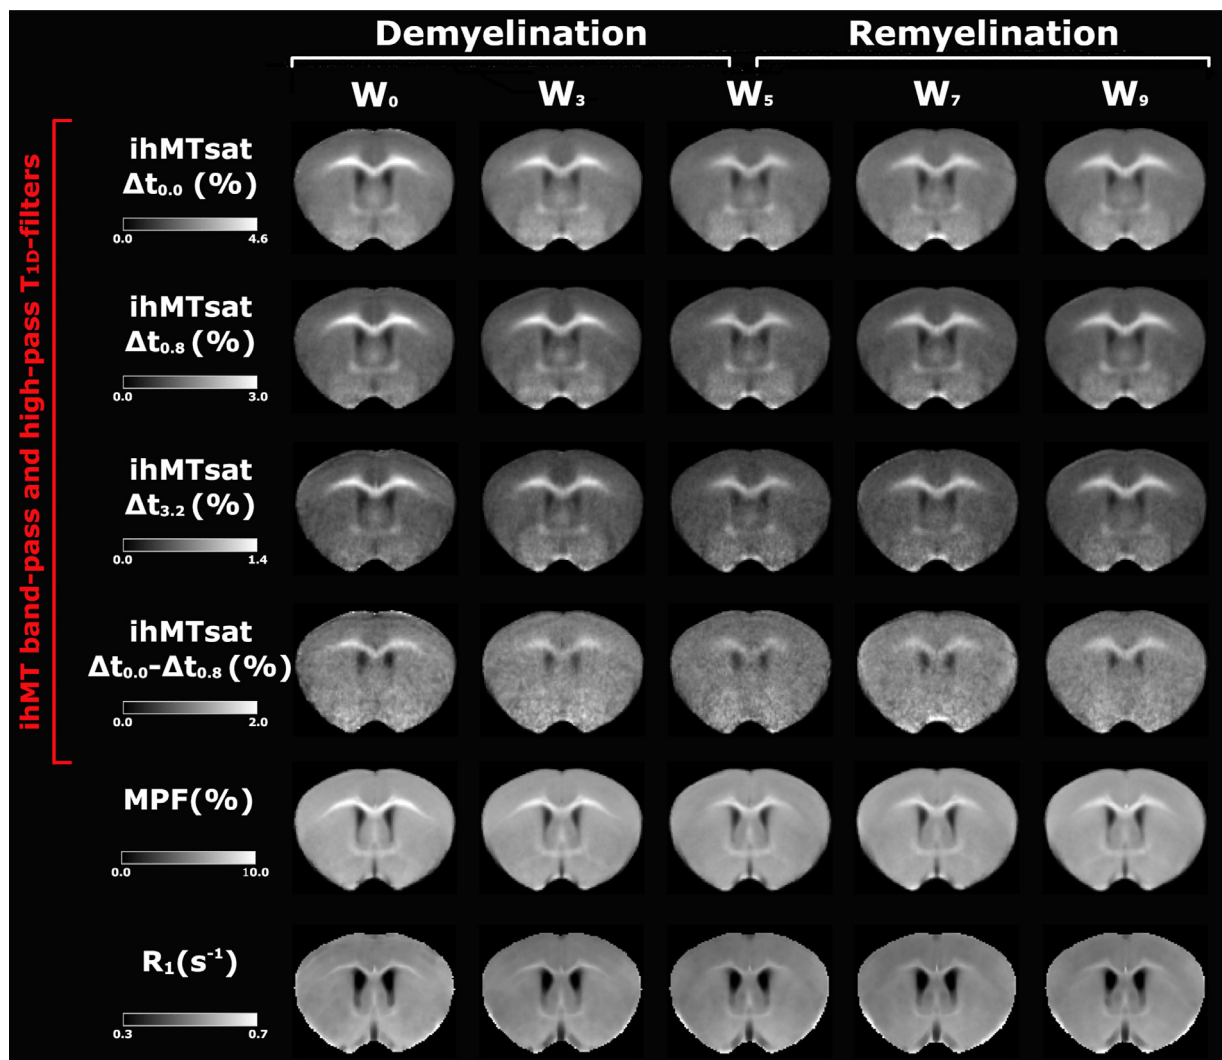 Demyelination
Remyelination
W₀ W₃ W₅ W₇ W₉
ihMT band-pass and high-pass T₁D-filters
ihMTsat
Δt₀.₀ (%)
0.0 4.6
ihMTsat
Δt₀.₈ (%)
0.0 3.0
ihMTsat
Δt₃.₂ (%)
0.0 1.4
ihMTsat
Δt₀.₀-Δt₀.₈ (%)
0.0 2.0
MPF(%)
0.0 10.0
R₁(s⁻¹)
0.3 0.7